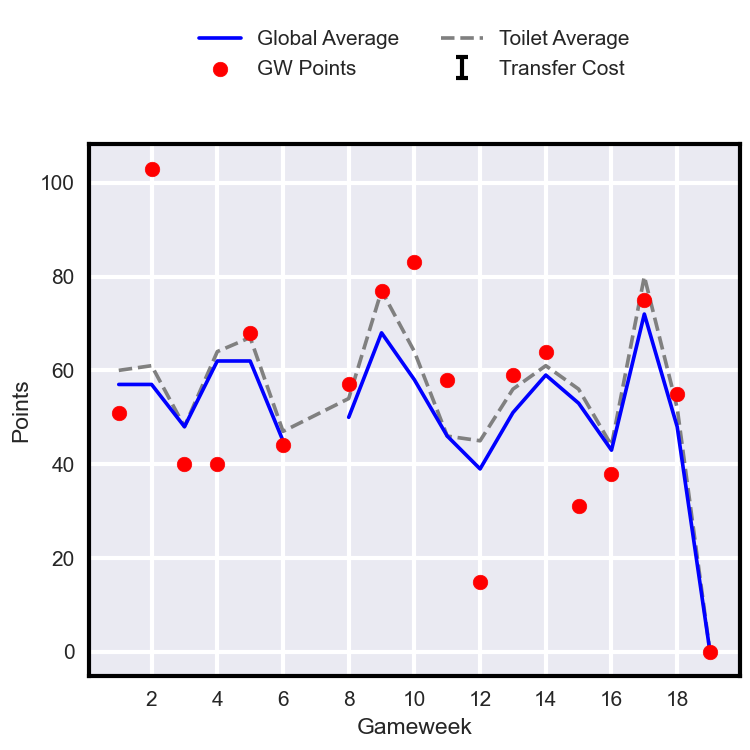 Global Average
GW Points
Toilet Average
Transfer Cost
100
80
60
40
20
0
Points
2 4 6 8 10 12 14 16 18
Gameweek